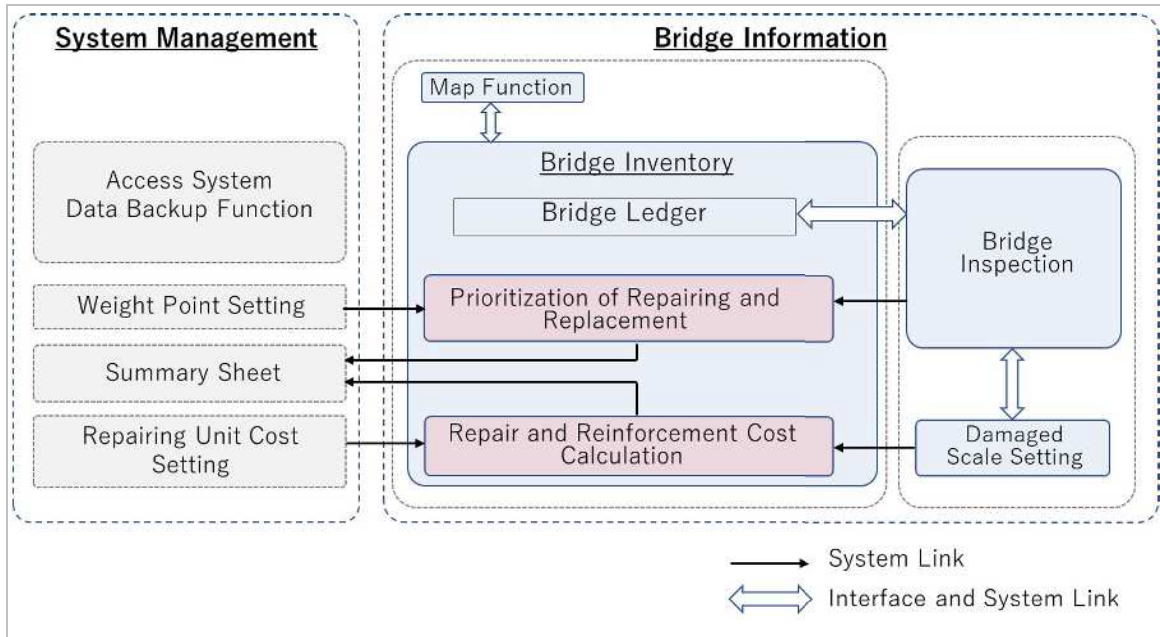 System Management
Bridge Information
Map Function
Access System
Data Backup Function
Bridge Inventory
Bridge Ledger
Bridge
Inspection
Weight Point Setting
Prioritization of Repairing and
Replacement
Summary Sheet
Repairing Unit Cost
Setting
Repair and Reinforcement Cost
Calculation
Damaged
Scale Setting
System Link
Interface and System Link